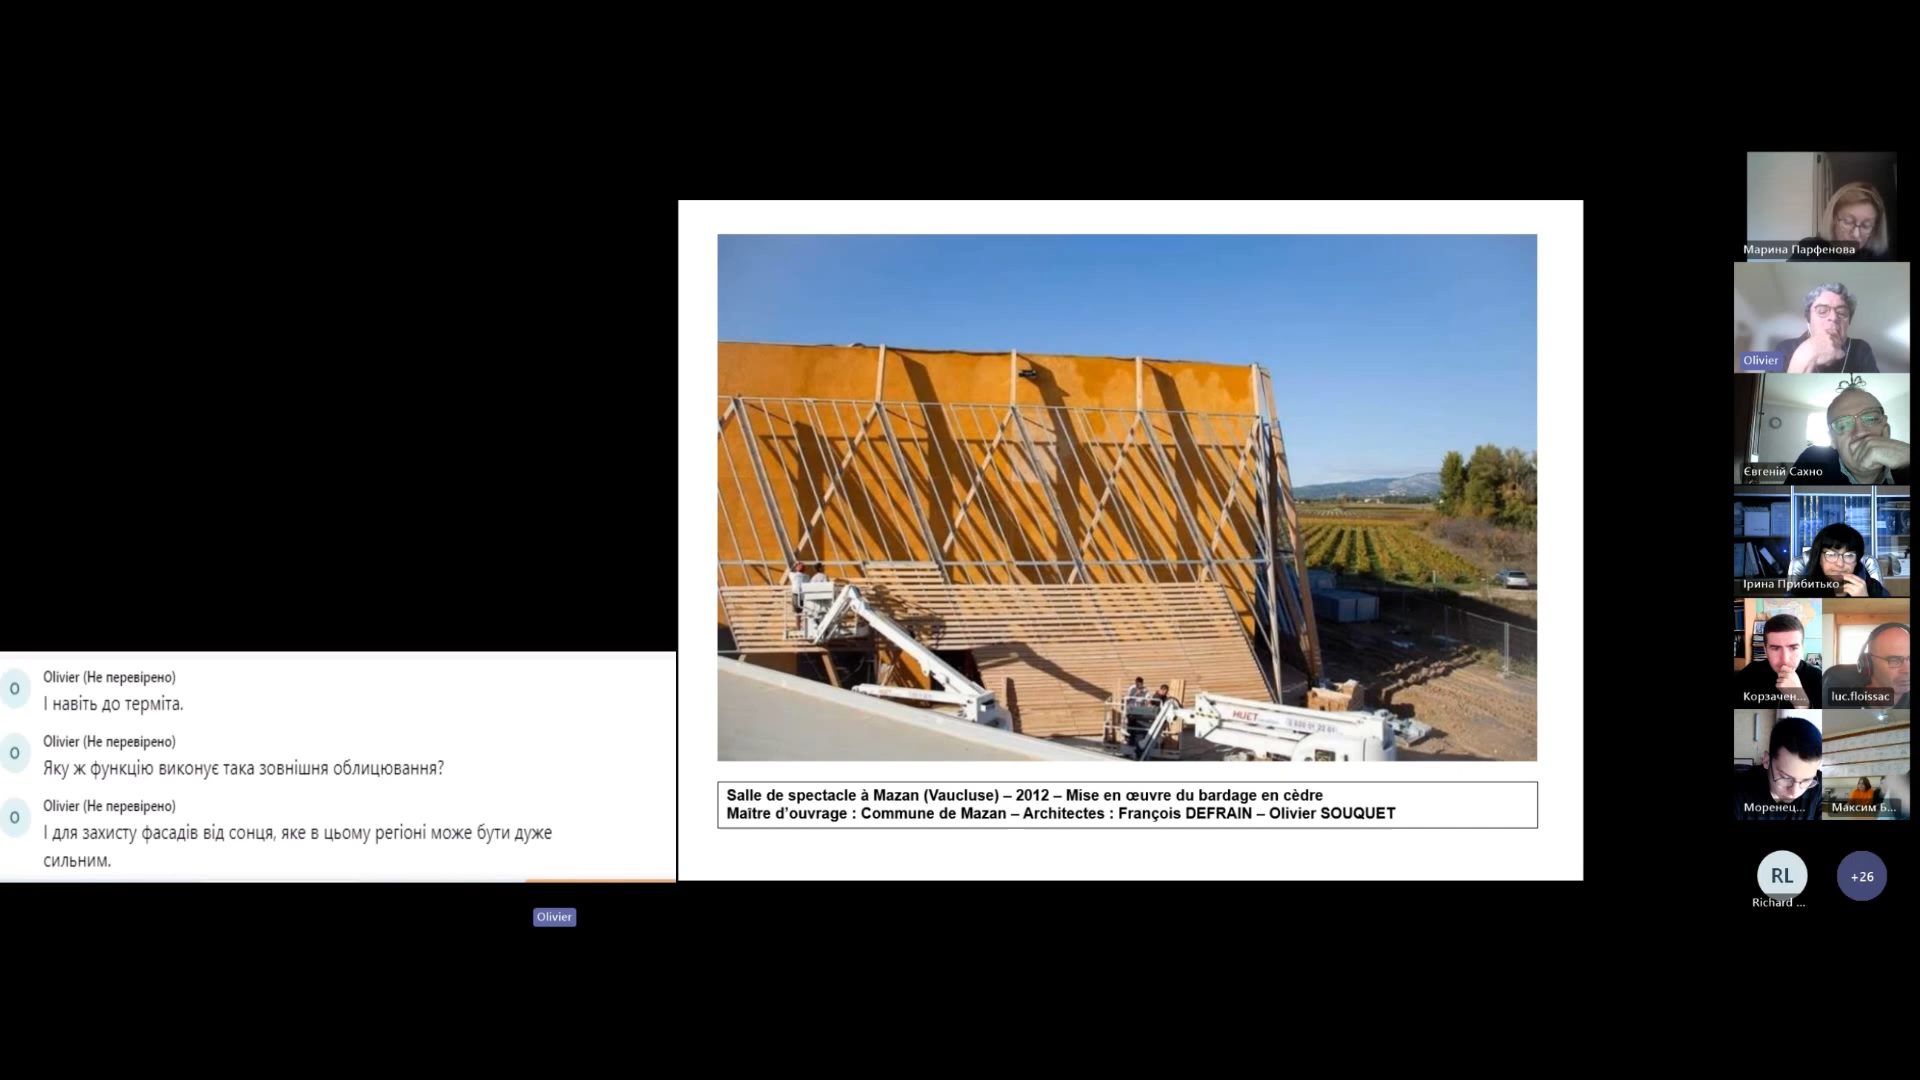 Olivier (Не перевірено)
І навіть до терміта.
Olivier (Не перевірено)
Яку ж функцію виконує така зовнішня облицювання?
Olivier (Не перевірено)
І для захисту фасадів від сонця, яке в цьому регіоні може бути дуже
сильним.
O
O
O
Olivier
HUET
Salle de spectacle à Mazan (Vaucluse) – 2012 – Mise en œuvre du bardage en cèdre
Maître d'ouvrage : Commune de Mazan – Architectes : François DEFRAIN – Olivier SOUQUET
Марина Парфенова
Olivier
Євгеній Сахно
Ірина Прибитько
Корзачен...
luc.floissac
Моренец...
Максим Б...
RL
Richard ...
+26